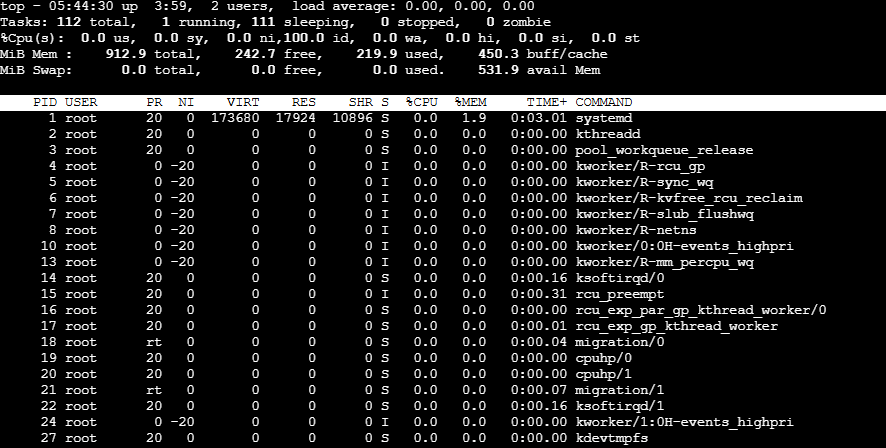 top - 05:44:30 up  3:59,  2 users,  load average: 0.00, 0.00, 0.00
Tasks: 112 total,   1 running, 111 sleeping,   0 stopped,   0 zombie
%Cpu(s):  0.0 us,  0.0 sy,  0.0 ni,100.0 id,  0.0 wa,  0.0 hi,  0.0 si,  0.0 st
MiB Mem :    912.9 total,    242.7 free,    219.9 used,    450.3 buff/cache
MiB Swap:      0.0 total,      0.0 free,      0.0 used.    531.9 avail Mem
PID USER      PR  NI    VIRT    RES    SHR S  %CPU  %MEM     TIME+ COMMAND
1 root      20   0  173680  17924  10896 S   0.0   1.9   0:03.01 systemd
2 root      20   0       0      0      0 S   0.0   0.0   0:00.00 kthreadd
3 root      20   0       0      0      0 S   0.0   0.0   0:00.00 pool_workqueue_release
4 root       0 -20       0      0      0 I   0.0   0.0   0:00.00 kworker/R-rcu_gp
5 root       0 -20       0      0      0 I   0.0   0.0   0:00.00 kworker/R-sync_wq
6 root       0 -20       0      0      0 I   0.0   0.0   0:00.00 kworker/R-kvfree_rcu_reclaim
7 root       0 -20       0      0      0 I   0.0   0.0   0:00.00 kworker/R-slub_flushwq
8 root       0 -20       0      0      0 I   0.0   0.0   0:00.00 kworker/R-netns
10 root       0 -20       0      0      0 I   0.0   0.0   0:00.00 kworker/0:0H-events_highpri
13 root       0 -20       0      0      0 I   0.0   0.0   0:00.00 kworker/R-mm_percpu_wq
14 root      20   0       0      0      0 S   0.0   0.0   0:00.16 ksoftirqd/0
15 root      20   0       0      0      0 I   0.0   0.0   0:00.31 rcu_preempt
16 root      20   0       0      0      0 S   0.0   0.0   0:00.00 rcu_exp_par_gp_kthread_worker/0
17 root      20   0       0      0      0 S   0.0   0.0   0:00.01 rcu_exp_gp_kthread_worker
18 root      rt   0       0      0      0 S   0.0   0.0   0:00.04 migration/0
19 root      20   0       0      0      0 S   0.0   0.0   0:00.00 cpuhp/0
20 root      20   0       0      0      0 S   0.0   0.0   0:00.00 cpuhp/1
21 root      rt   0       0      0      0 S   0.0   0.0   0:00.07 migration/1
22 root      20   0       0      0      0 S   0.0   0.0   0:00.16 ksoftirqd/1
24 root       0 -20       0      0      0 I   0.0   0.0   0:00.00 kworker/1:0H-events_highpri
27 root      20   0       0      0      0 S   0.0   0.0   0:00.00 kdevtmpfs